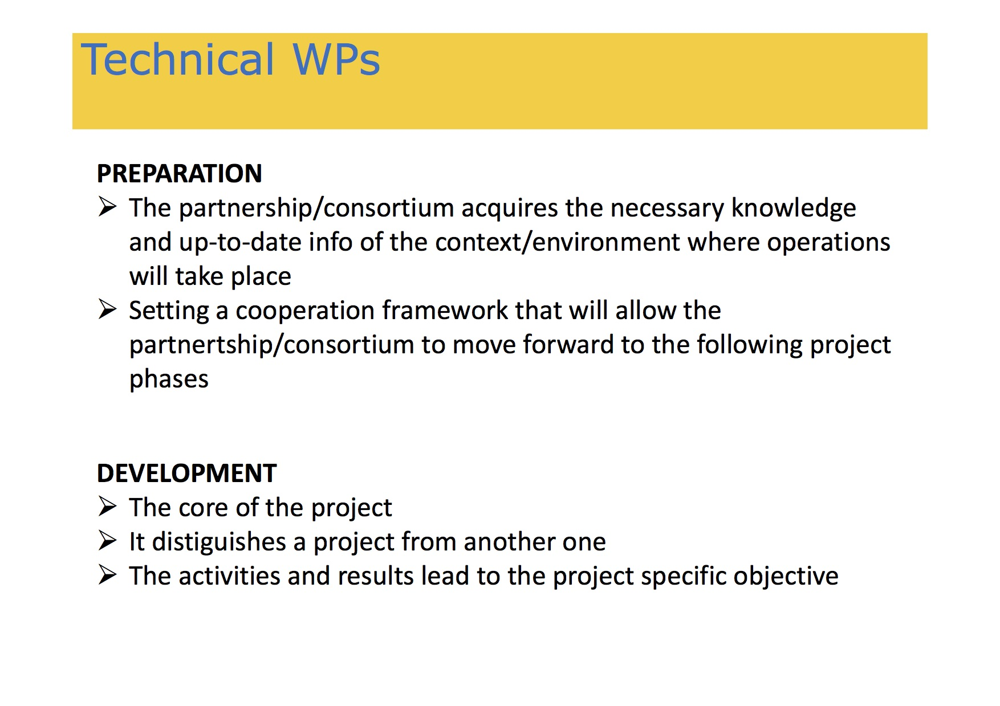 Technical WPs
PREPARATION
➢ The partnership/consortium acquires the necessary knowledge
and up-to-date info of the context/environment where operations
will take place
➢ Setting a cooperation framework that will allow the
partnertship/consortium to move forward to the following project
phases
DEVELOPMENT
➢ The core of the project
➢ It distiguishes a project from another one
➢ The activities and results lead to the project specific objective